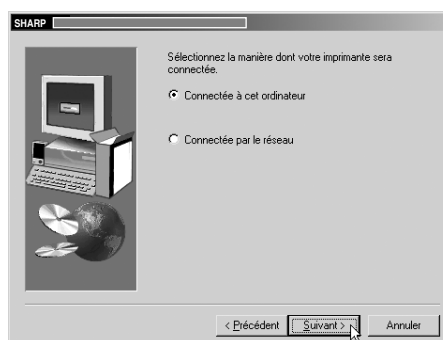 SHARP
Sélectionnez la manière dont votre imprimante sera
connectée.
Connectée à cet ordinateur
Connectée par le réseau
< Précédent Suivant > Annuler